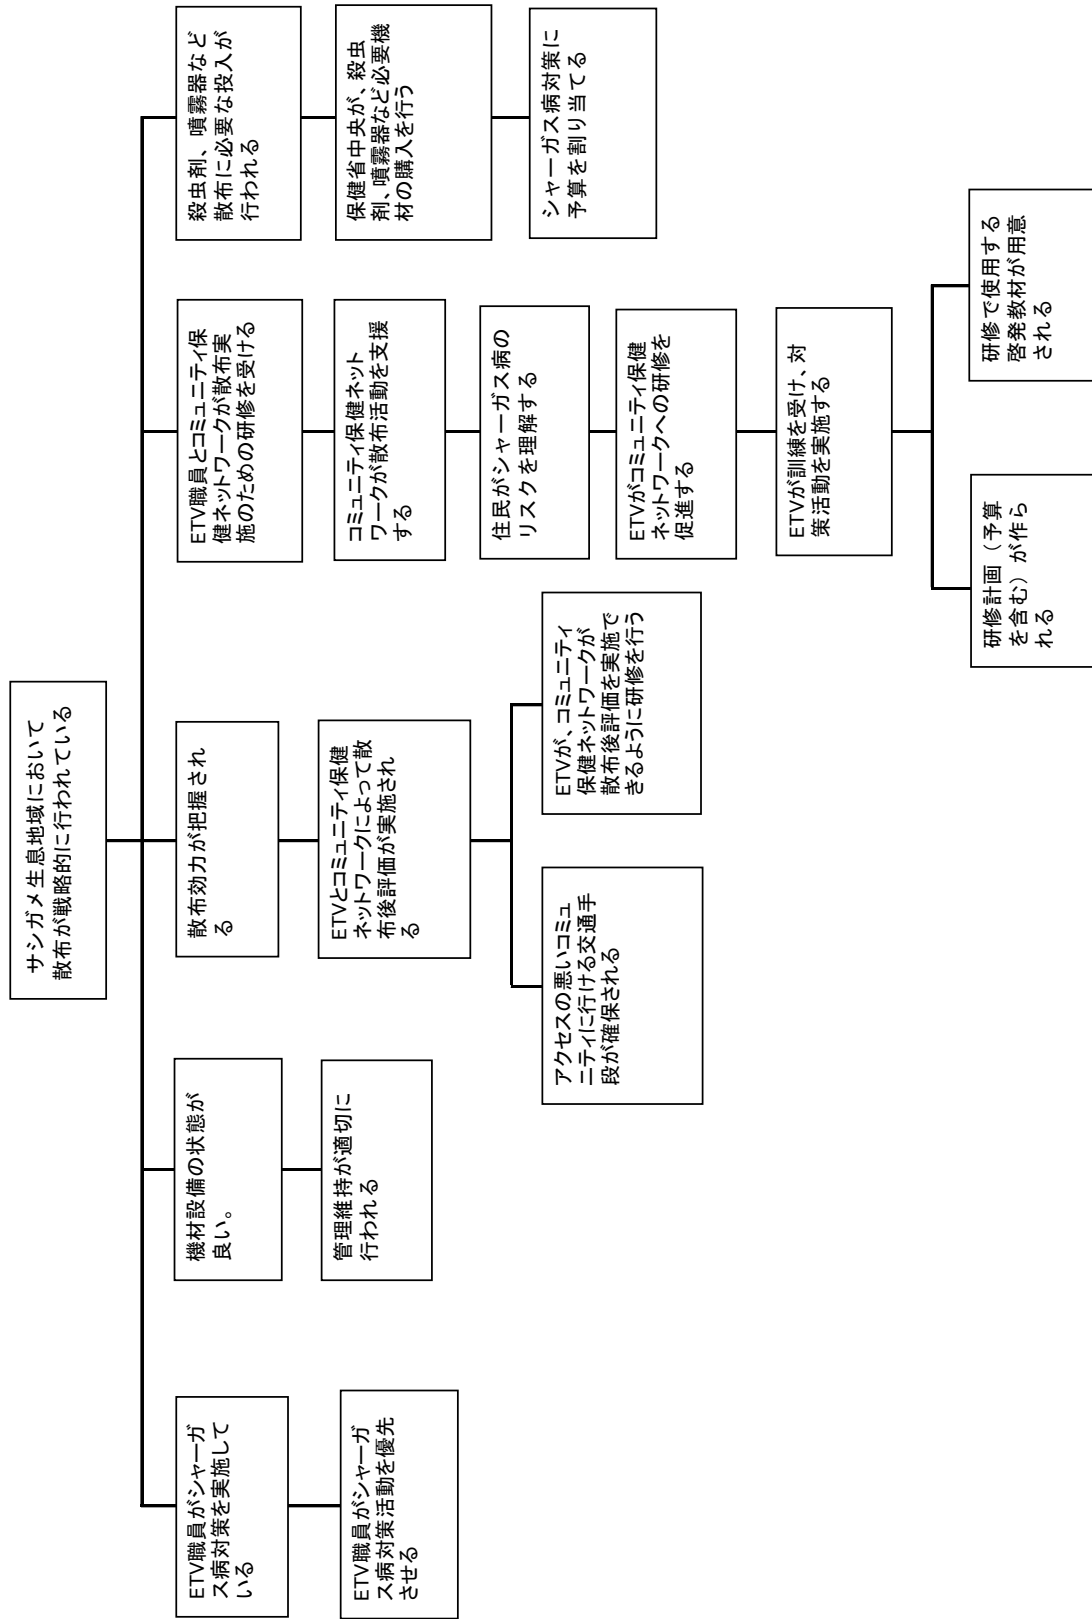 サシガメ生息地域において
散布が戦略的に行われている
ETV職員がシャーガ
ス病対策を実施して
いる
ETV職員がシャーガ
ス病対策活動を優先
させる
機材設備の状態が
良い。
管理維持が適切に
行われる
散布効力が把握され
る
ETVとコミュニティ保健
ネットワークによって散
布後評価が実施され
る
アクセスの悪いコミュ
ニティに行ける交通手
段が確保される
ETVが、コミュニティ
保健ネットワークが
散布後評価を実施で
きるように研修を行う
ETV職員とコミュニティ保
健ネットワークが散布実
施のための研修を受ける
コミュニティ保健ネット
ワークが散布活動を支援
する
住民がシャーガス病の
リスクを理解する
ETVがコミュニティ保健
ネットワークへの研修を
促進する
ETVが訓練を受け、対
策活動を実施する
研修計画（予算
を含む）が作ら
れる
研修で使用する
啓発教材が用意
される
殺虫剤、噴霧器など
散布に必要な投入が
行われる
保健省中央が、殺虫
剤、噴霧器など必要機
材の購入を行う
シャーガス病対策に
予算を割り当てる